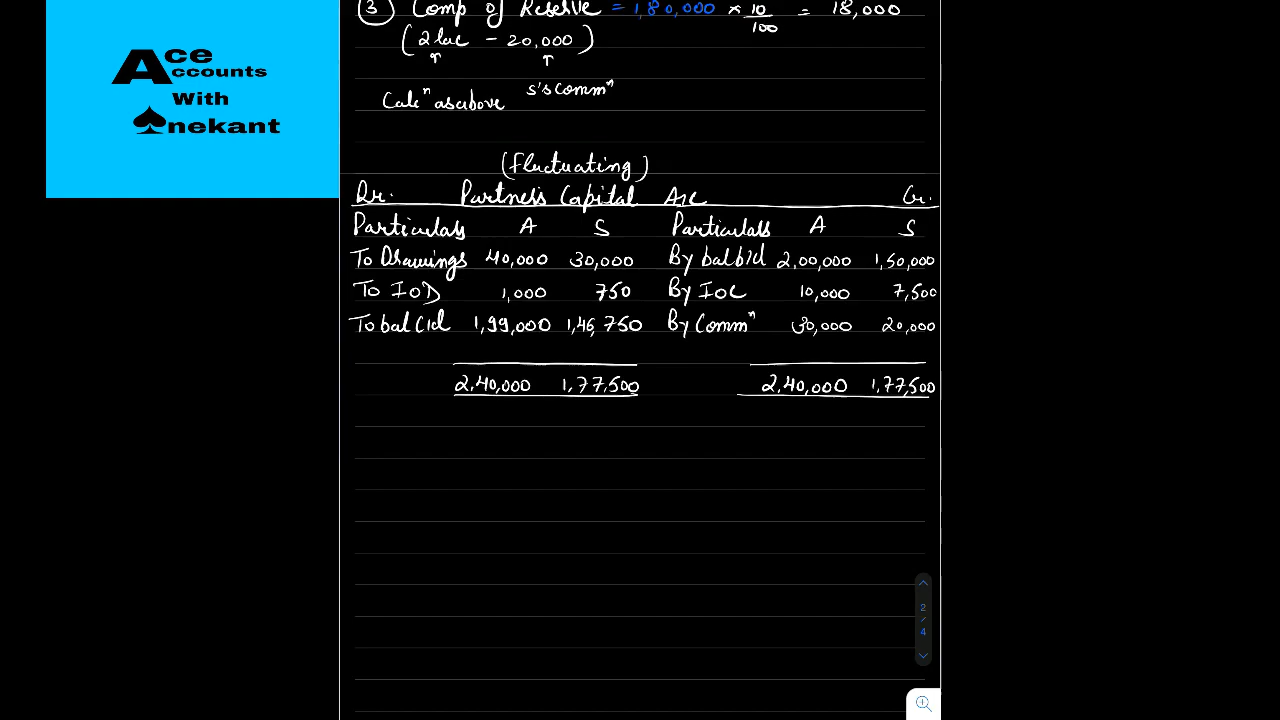 Ace
Accounts
With
Anekant
3 Comp of Reserve = 1,80,000 × 10/100 = 18,000
(2 lac - 20,000)
↑ ↑
Calcⁿ as above S's Commⁿ
(Fluctuating)
Dr. Partner's Capital A/c Cr.
Particulars A S Particulars A S
To Drawings 40,000 30,000 By bal b/d 2,00,000 1,50,000
To IOD 1,000 750 By IOC 10,000 7,500
To bal c/d 1,99,000 1,46,750 By Commⁿ 30,000 20,000
2,40,000 1,77,500 2,40,000 1,77,500
2
/
4